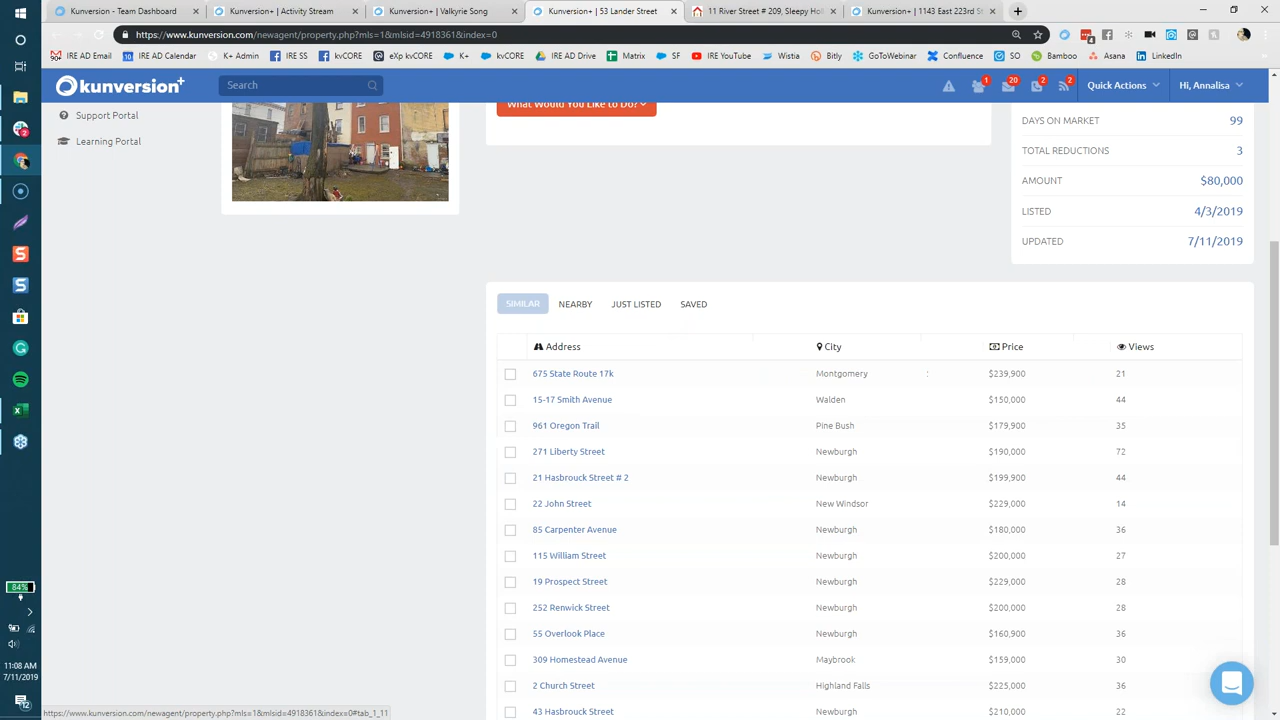 Kunversion - Team Dashboard
Kunversion+ | Activity Stream
Kunversion+ | Valkyrie Song
Kunversion+ | 53 Lander Street
11 River Street # 209, Sleepy Hol
Kunversion+ | 1143 East 223rd S
https://www.kunversion.com/newagent/property.php?mls=1&mlsid=4918361&index=0
IRE AD Email
IRE AD Calendar
K+ Admin
IRE SS
eXp kvCORE
K+
kvCORE
IRE AD Drive
Matrix
SF
IRE YouTube
Wistia
Bitly
GoToWebinar
Confluence
SO
Bamboo
Asana
LinkedIn
kunversion+
Search
1
20
2
2
Quick Actions
Hi, Annalisa
Support Portal
Learning Portal
What Would You Like to Do?
DAYS ON MARKET 99
TOTAL REDUCTIONS 3
AMOUNT $80,000
LISTED 4/3/2019
UPDATED 7/11/2019
SIMILAR NEARBY JUST LISTED SAVED
Address City Price Views
675 State Route 17k Montgomery : $239,900 21
15-17 Smith Avenue Walden $150,000 44
961 Oregon Trail Pine Bush $179,900 35
271 Liberty Street Newburgh $190,000 72
21 Hasbrouck Street # 2 Newburgh $199,900 44
22 John Street New Windsor $229,000 14
85 Carpenter Avenue Newburgh $180,000 36
115 William Street Newburgh $200,000 27
19 Prospect Street Newburgh $229,000 28
252 Renwick Street Newburgh $200,000 28
55 Overlook Place Newburgh $160,900 36
309 Homestead Avenue Maybrook $159,000 30
2 Church Street Highland Falls $225,000 36
43 Hasbrouck Street Newburgh $210,000 22
84%
11:08 AM
7/11/2019
https://www.kunversion.com/newagent/property.php?mls=1&mlsid=4918361&index=0#tab_1_11